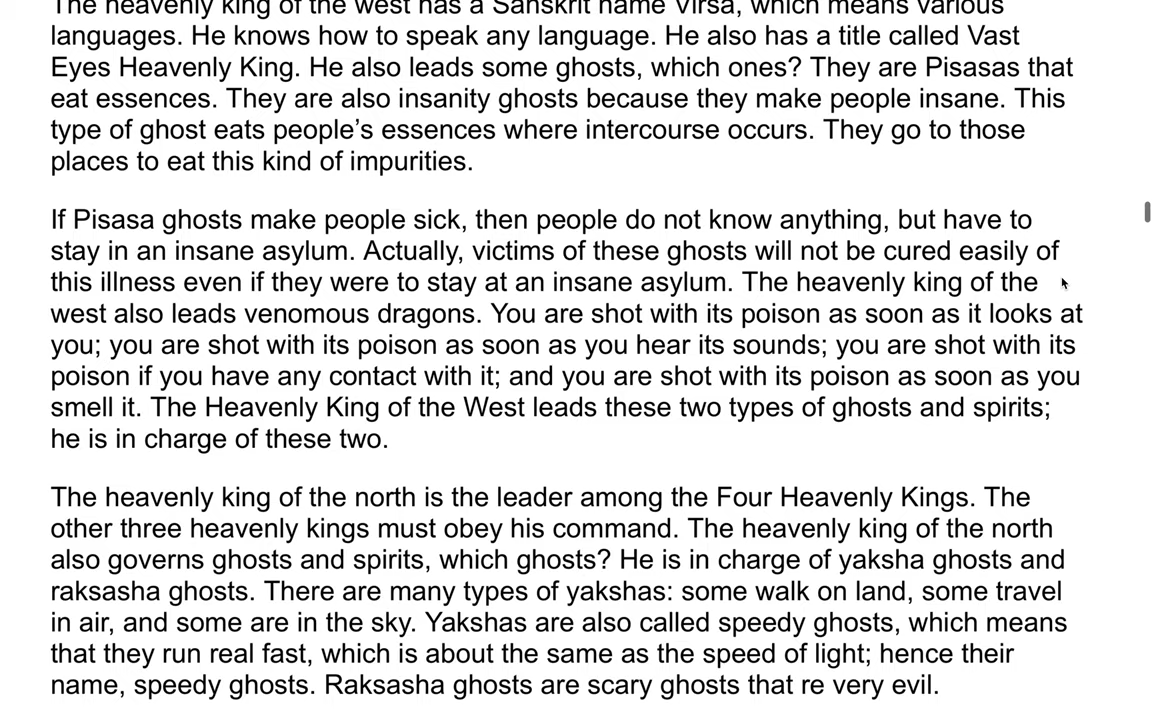 The heavenly king of the west has a Sanskrit name Virsa, which means various
languages. He knows how to speak any language. He also has a title called Vast
Eyes Heavenly King. He also leads some ghosts, which ones? They are Pisasas that
eat essences. They are also insanity ghosts because they make people insane. This
type of ghost eats people’s essences where intercourse occurs. They go to those
places to eat this kind of impurities.
If Pisasa ghosts make people sick, then people do not know anything, but have to
stay in an insane asylum. Actually, victims of these ghosts will not be cured easily of
this illness even if they were to stay at an insane asylum. The heavenly king of the
west also leads venomous dragons. You are shot with its poison as soon as it looks at
you; you are shot with its poison as soon as you hear its sounds; you are shot with its
poison if you have any contact with it; and you are shot with its poison as soon as you
smell it. The Heavenly King of the West leads these two types of ghosts and spirits;
he is in charge of these two.
The heavenly king of the north is the leader among the Four Heavenly Kings. The
other three heavenly kings must obey his command. The heavenly king of the north
also governs ghosts and spirits, which ghosts? He is in charge of yaksha ghosts and
raksasha ghosts. There are many types of yakshas: some walk on land, some travel
in air, and some are in the sky. Yakshas are also called speedy ghosts, which means
that they run real fast, which is about the same as the speed of light; hence their
name, speedy ghosts. Raksasha ghosts are scary ghosts that re very evil.